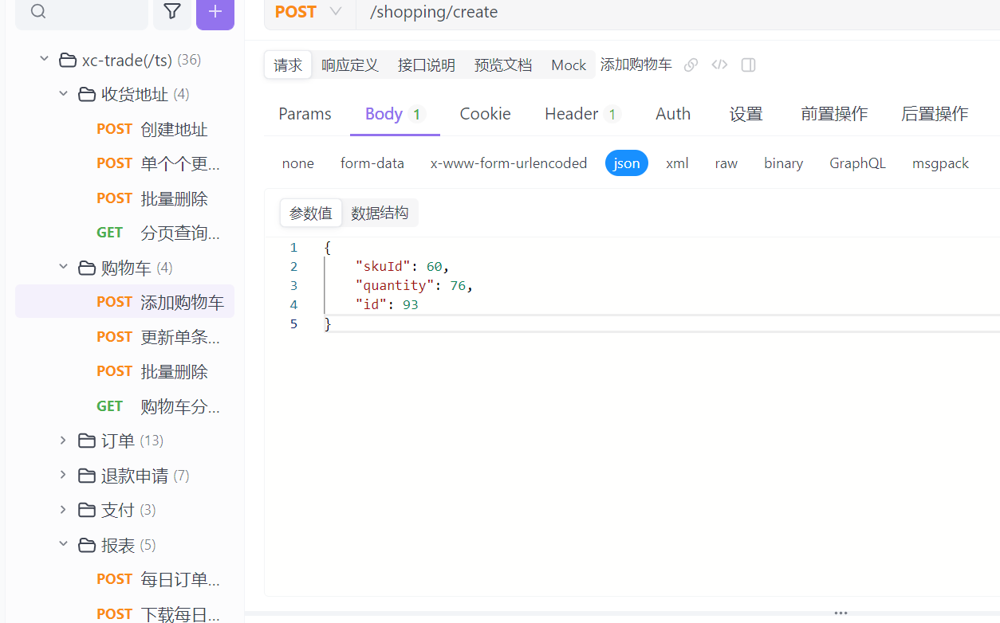 POST /shopping/create
xc-trade(/ts) (36)
收货地址 (4)
POST 创建地址
POST 单个个更...
POST 批量删除
GET 分页查询...
购物车 (4)
POST 添加购物车
POST 更新单条...
POST 批量删除
GET 购物车分...
订单 (13)
退款申请 (7)
支付 (3)
报表 (5)
POST 每日订单...
POST 下载每日...
请求 响应定义 接口说明 预览文档 Mock 添加购物车
Params Body 1 Cookie Header 1 Auth 设置 前置操作 后置操作
none form-data x-www-form-urlencoded json xml raw binary GraphQL msgpack
参数值 数据结构
1 {
2 "skuId": 60,
3 "quantity": 76,
4 "id": 93
5 }